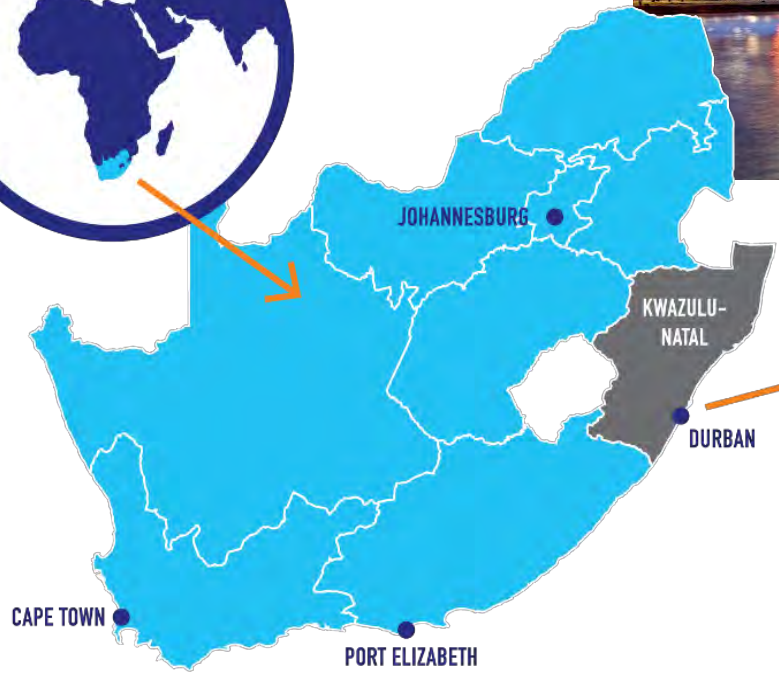 JOHANNESBURG
KWAZULU-
NATAL
DURBAN
CAPE TOWN
PORT ELIZABETH